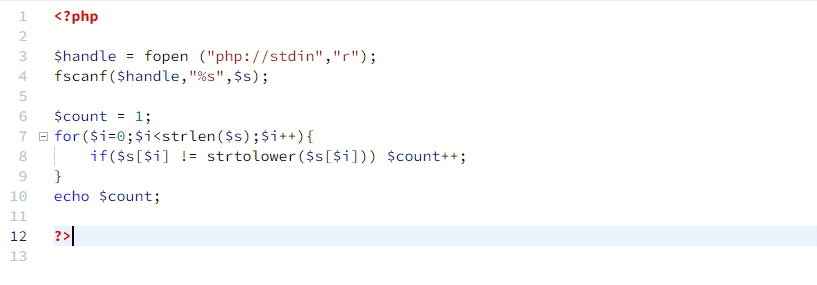 1 <?php
2
3 $handle = fopen ("php://stdin","r");
4 fscanf($handle,"%s",$s);
5
6 $count = 1;
7 for($i=0;$i<strlen($s);$i++){
8     if($s[$i] != strtolower($s[$i])) $count++;
9 }
10 echo $count;
11
12 ?>
13